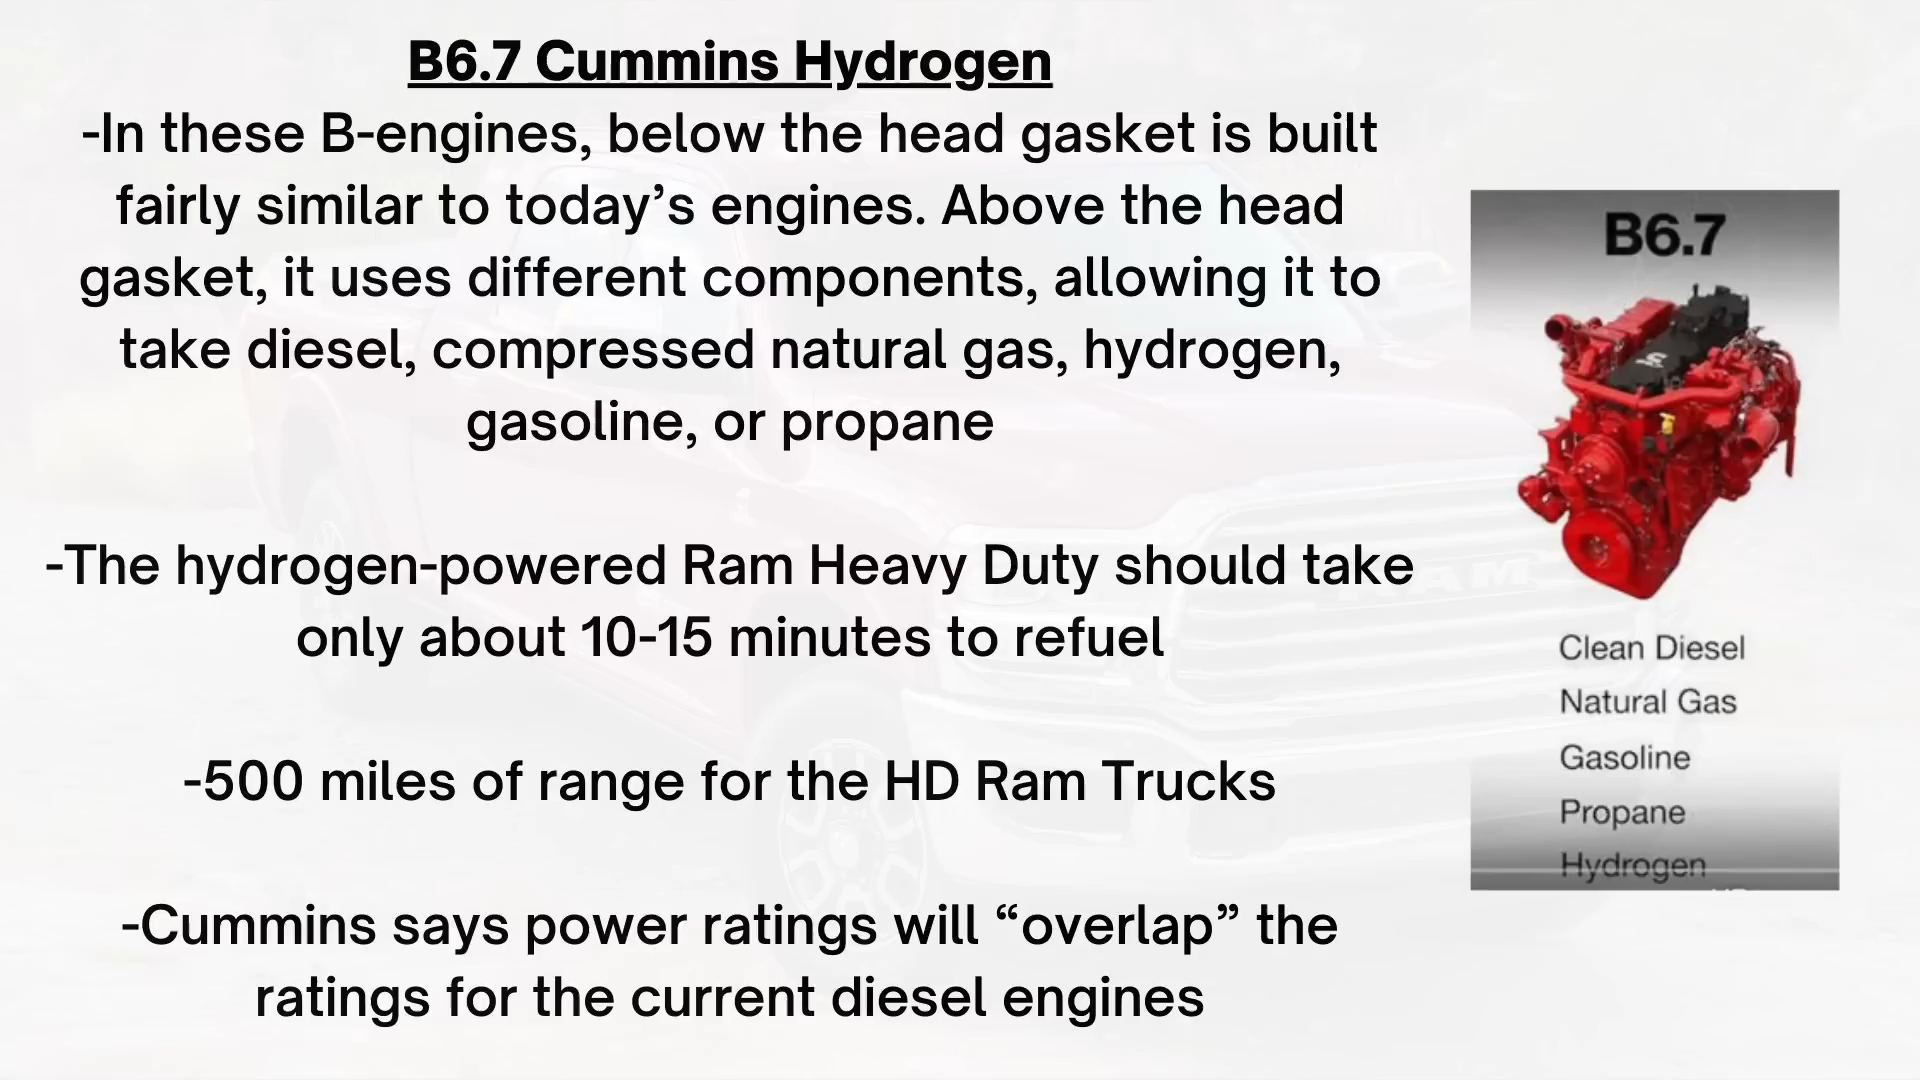 B6.7 Cummins Hydrogen
-In these B-engines, below the head gasket is built
fairly similar to today’s engines. Above the head
gasket, it uses different components, allowing it to
take diesel, compressed natural gas, hydrogen,
gasoline, or propane
-The hydrogen-powered Ram Heavy Duty should take
only about 10-15 minutes to refuel
-500 miles of range for the HD Ram Trucks
-Cummins says power ratings will “overlap” the
ratings for the current diesel engines
B6.7
Clean Diesel
Natural Gas
Gasoline
Propane
Hydrogen
RAM